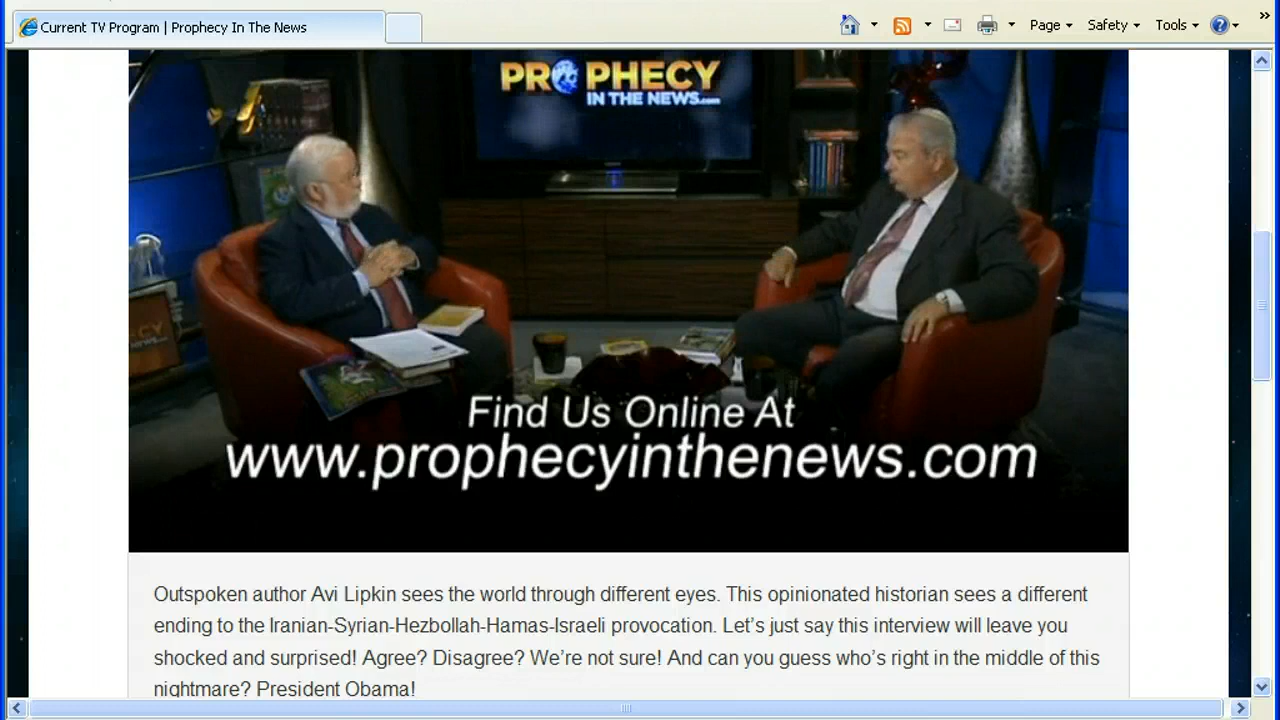 Current TV Program | Prophecy In The News
Page
Safety
Tools
PROPHECY
IN THE NEWS.com
Find Us Online At
www.prophecyinthenews.com
Outspoken author Avi Lipkin sees the world through different eyes. This opinionated historian sees a different
ending to the Iranian-Syrian-Hezbollah-Hamas-Israeli provocation. Let’s just say this interview will leave you
shocked and surprised! Agree? Disagree? We’re not sure! And can you guess who’s right in the middle of this
nightmare? President Obama!